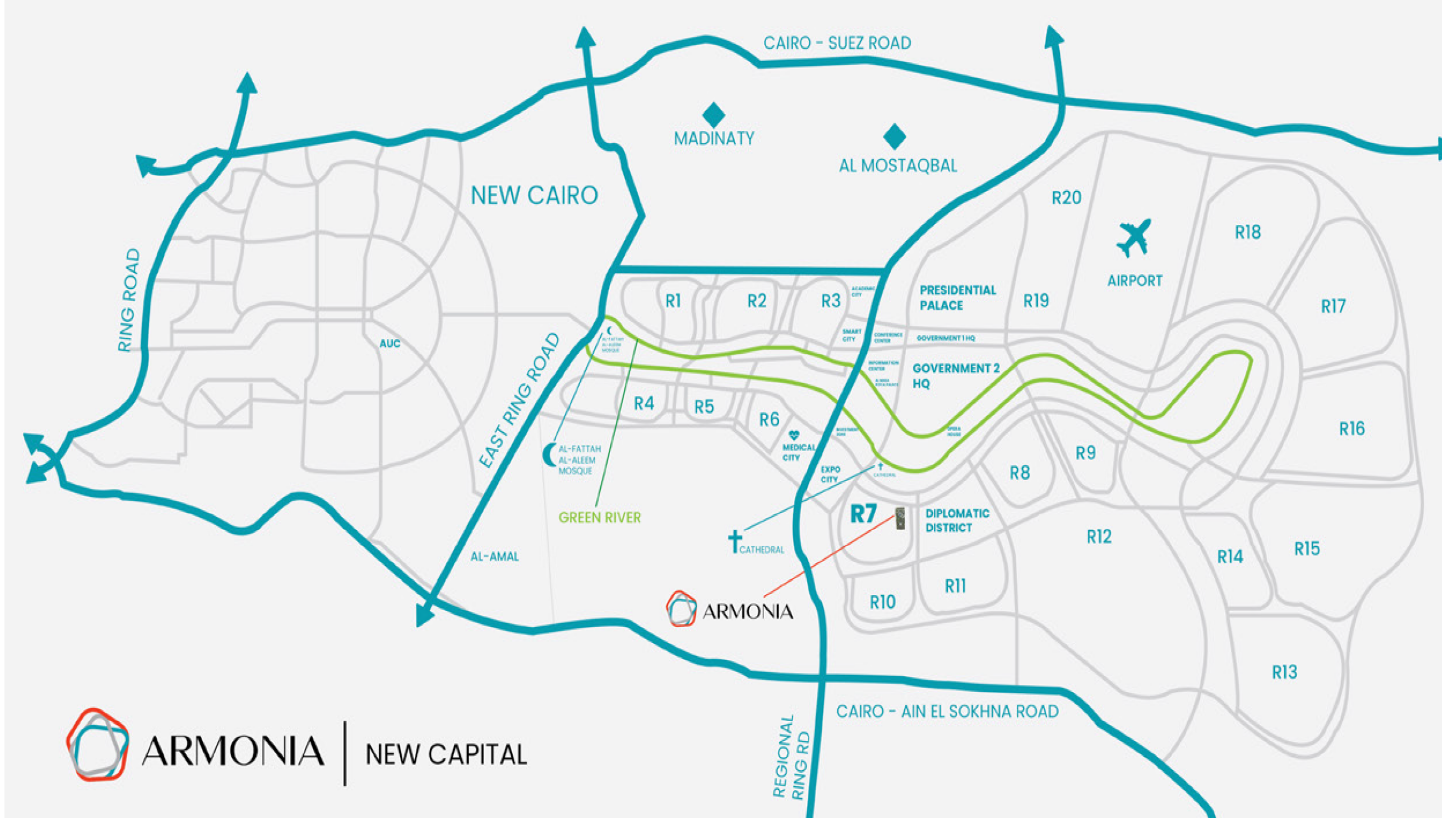 CAIRO - SUEZ ROAD
MADINATY
AL MOSTAQBAL
NEW CAIRO
R20
R18
AIRPORT
RING ROAD
R1
R2
R3
ACADEMIC
CITY
PRESIDENTIAL
PALACE
R19
R17
AUC
AL-FATTAH
AL-ALEEM
MOSQUE
SMART
CITY
CONFERENCE
CENTER
GOVERNMENT 1 HQ
EAST RING ROAD
INFORMATION
CENTER
GOVERNMENT 2
HQ
R4
R5
R6
MEDICAL
CITY
OPERA
HOUSE
R16
AL-FATTAH
AL-ALEEM
MOSQUE
EXPO
CITY
CATHEDRAL
R8
R9
GREEN RIVER
R7
DIPLOMATIC
DISTRICT
CATHEDRAL
R12
R14
R15
AL-AMAL
ARMONIA
R10
R11
R13
CAIRO - AIN EL SOKHNA ROAD
REGIONAL
RING RD
ARMONIA
NEW CAPITAL